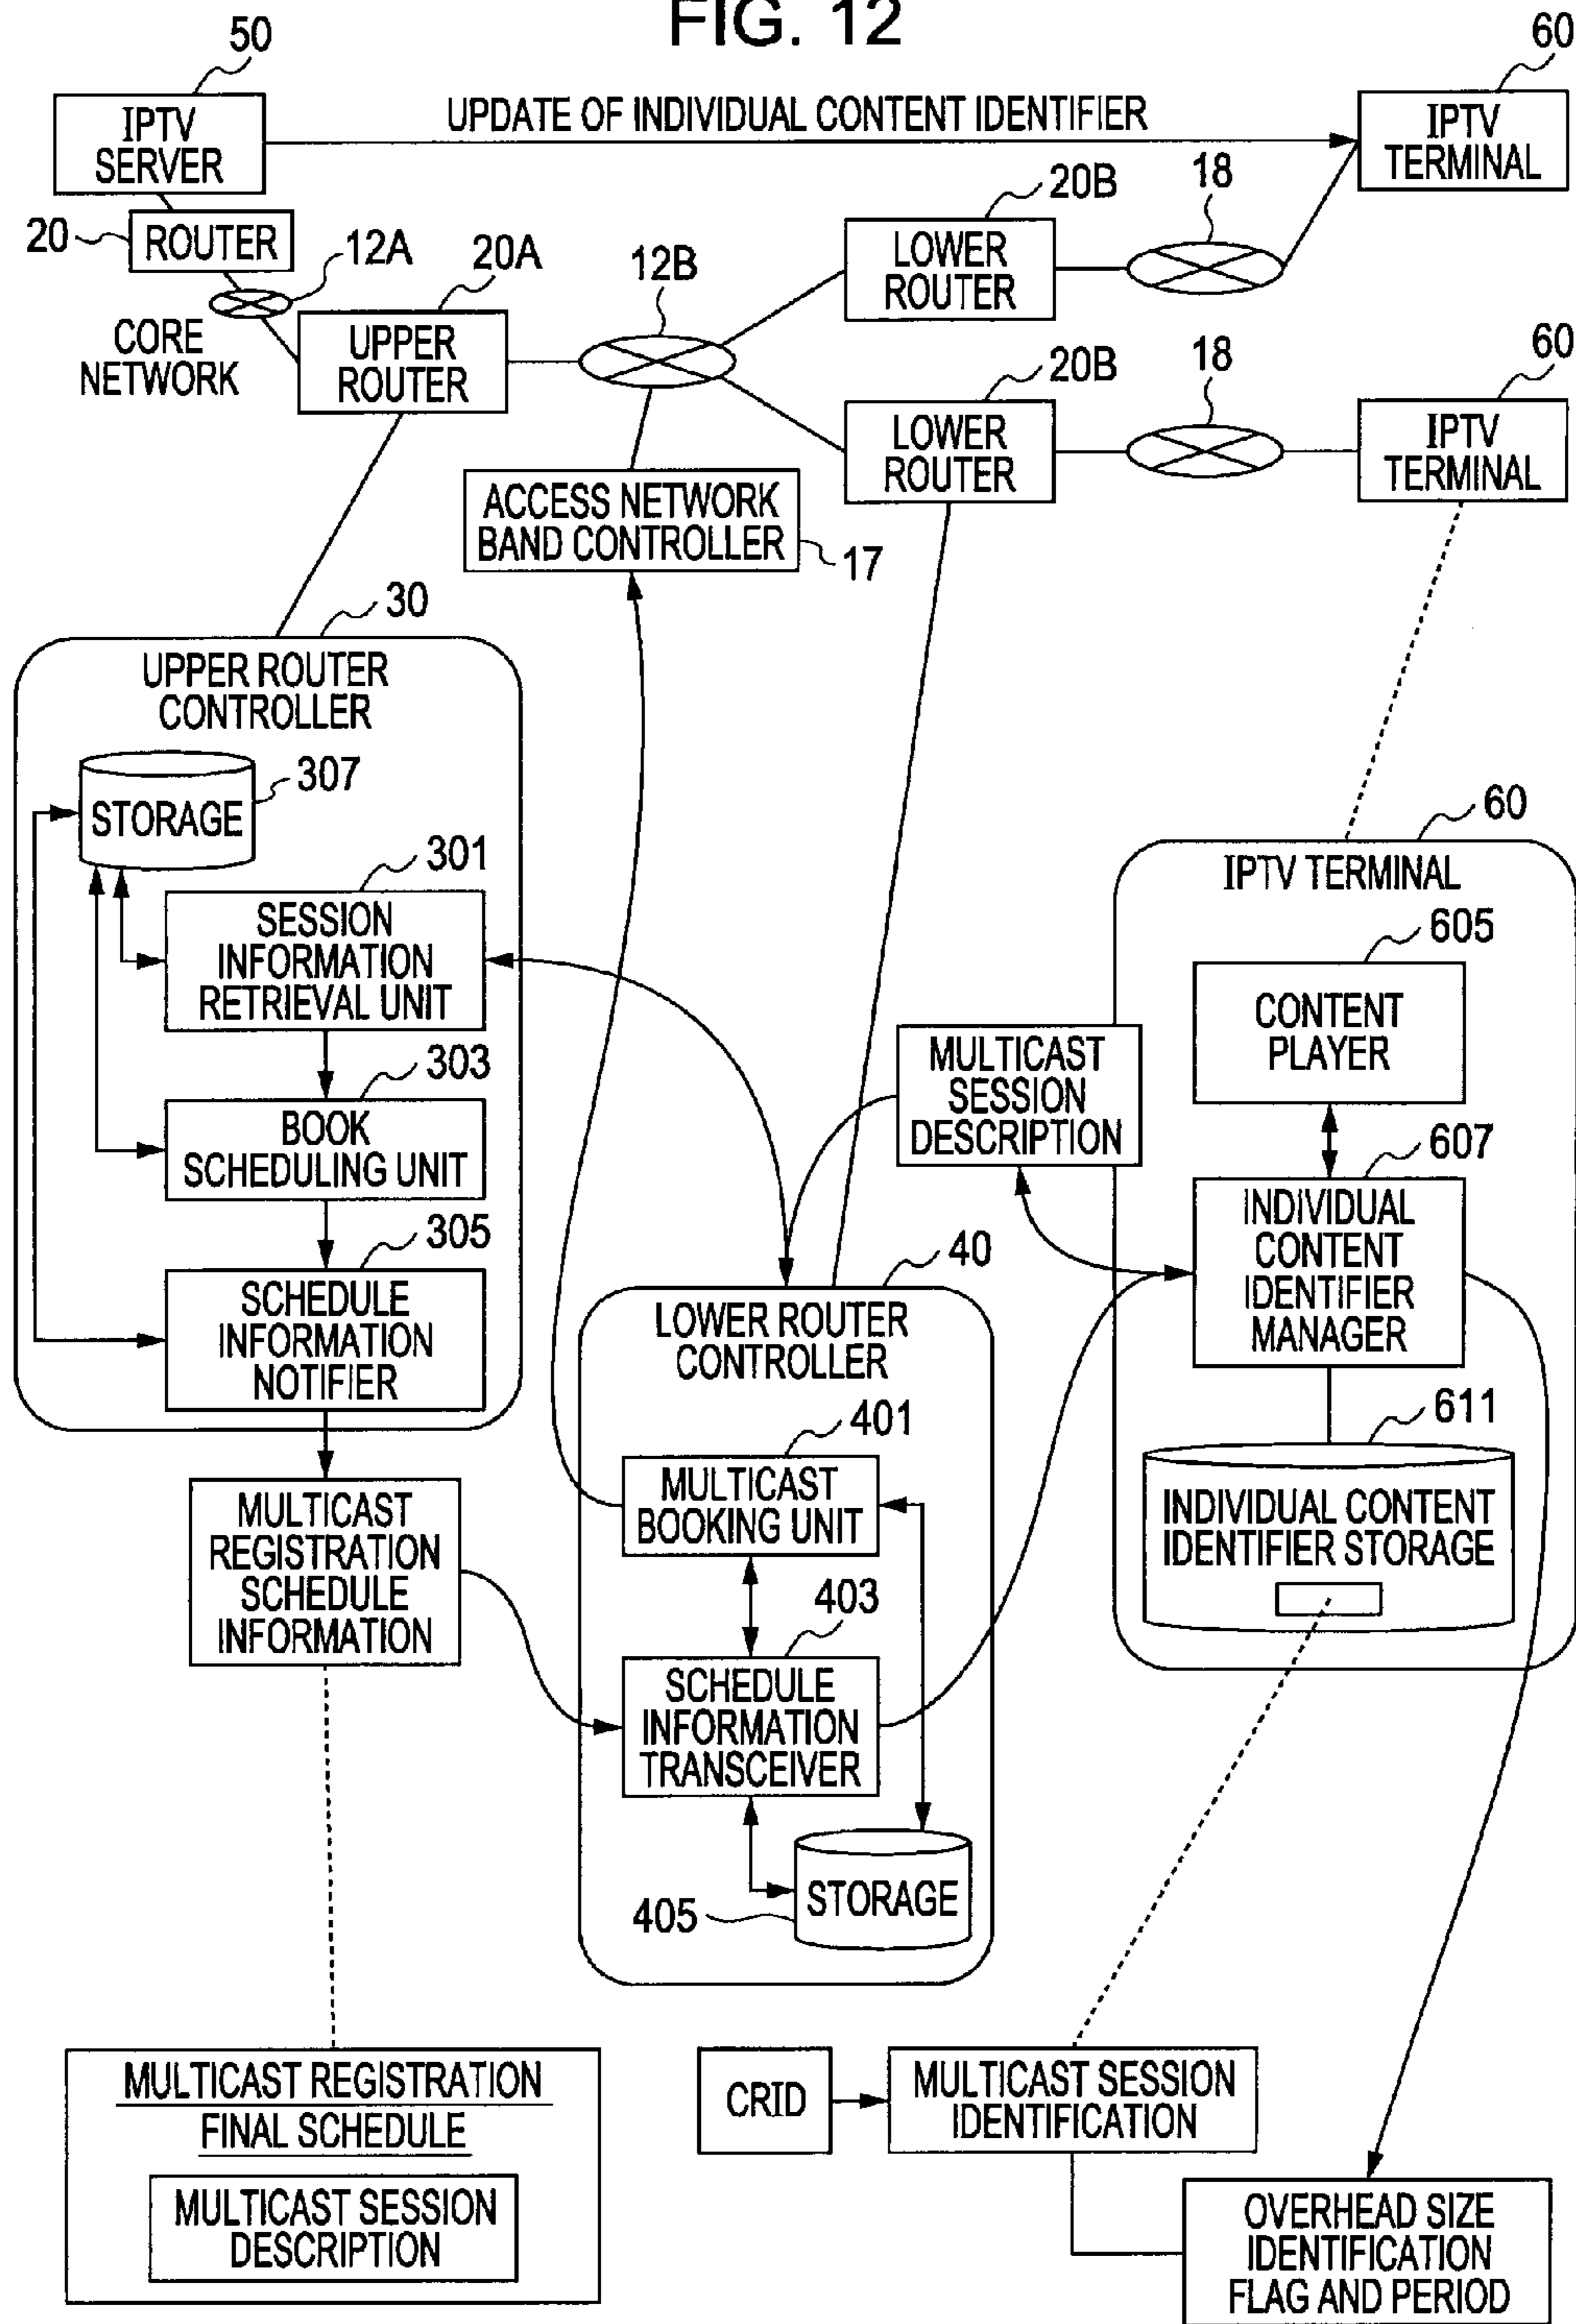 FIG. 12
50
60
IPTV
SERVER
UPDATE OF INDIVIDUAL CONTENT IDENTIFIER
IPTV
TERMINAL
20
ROUTER
12A
20A
12B
20B
18
LOWER
ROUTER
CORE
NETWORK
UPPER
ROUTER
20B
18
60
LOWER
ROUTER
IPTV
TERMINAL
ACCESS NETWORK
BAND CONTROLLER
17
30
UPPER ROUTER
CONTROLLER
STORAGE
307
301
SESSION
INFORMATION
RETRIEVAL UNIT
303
BOOK
SCHEDULING UNIT
305
SCHEDULE
INFORMATION
NOTIFIER
MULTICAST
REGISTRATION
SCHEDULE
INFORMATION
60
IPTV TERMINAL
605
CONTENT
PLAYER
MULTICAST
SESSION
DESCRIPTION
607
INDIVIDUAL
CONTENT
IDENTIFIER
MANAGER
611
INDIVIDUAL CONTENT
IDENTIFIER STORAGE
40
LOWER ROUTER
CONTROLLER
401
MULTICAST
BOOKING UNIT
403
SCHEDULE
INFORMATION
TRANSCEIVER
405
STORAGE
MULTICAST REGISTRATION
FINAL SCHEDULE
MULTICAST SESSION
DESCRIPTION
CRID
MULTICAST SESSION
IDENTIFICATION
OVERHEAD SIZE
IDENTIFICATION
FLAG AND PERIOD